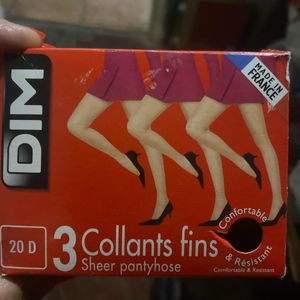 DIM
MADE IN
FRANCE
20 D
3 Collants fins
Sheer pantyhose
Confortable
& Résistant
Comfortable & Resistant